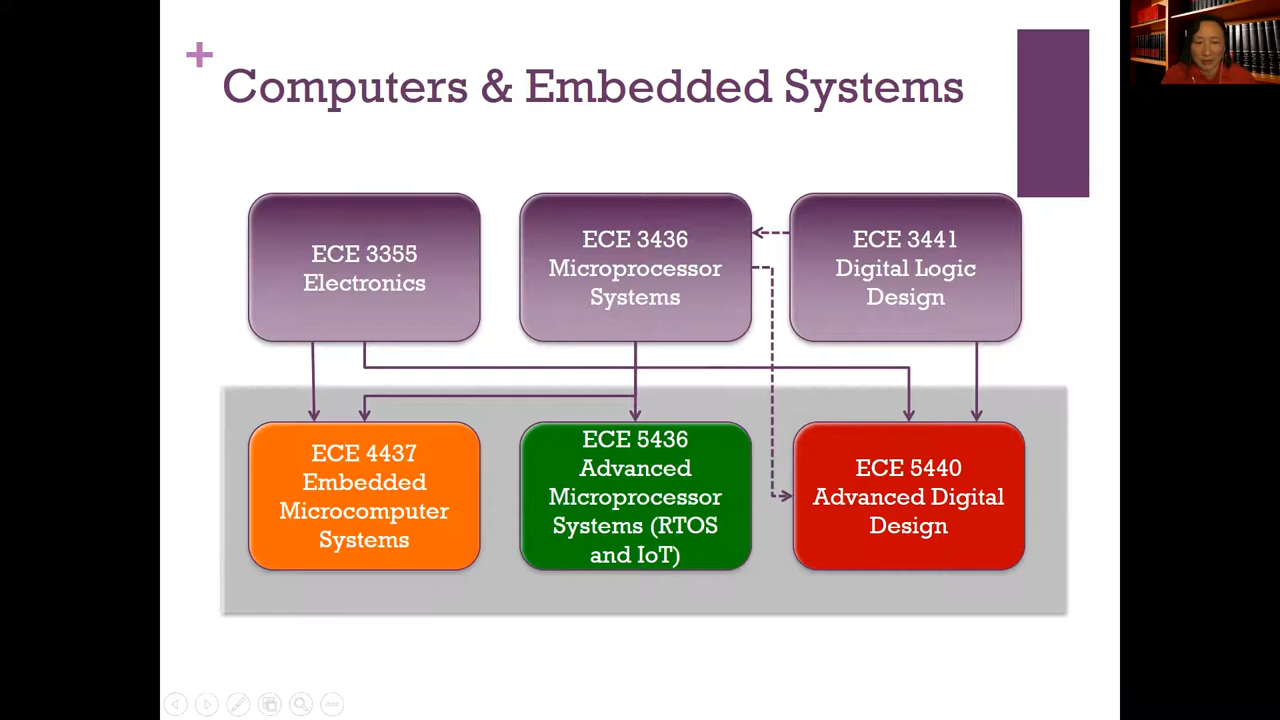 +
Computers & Embedded Systems
ECE 3355
Electronics
ECE 3436
Microprocessor
Systems
ECE 3441
Digital Logic
Design
ECE 4437
Embedded
Microcomputer
Systems
ECE 5436
Advanced
Microprocessor
Systems (RTOS
and IoT)
ECE 5440
Advanced Digital
Design